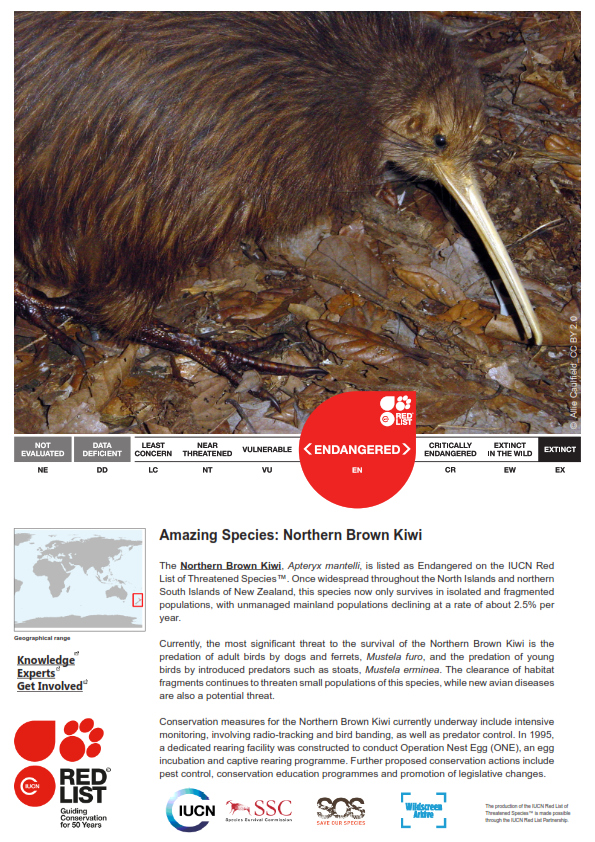 © Allie Caulfield, CC BY 2.0
RED
LIST
NOT
EVALUATED
DATA
DEFICIENT
LEAST
CONCERN
NEAR
THREATENED
VULNERABLE
< ENDANGERED >
CRITICALLY
ENDANGERED
EXTINCT
IN THE WILD
EXTINCT
NE
DD
LC
NT
VU
EN
CR
EW
EX
Amazing Species: Northern Brown Kiwi
The Northern Brown Kiwi, Apteryx mantelli, is listed as Endangered on the IUCN Red
List of Threatened Species™. Once widespread throughout the North Islands and northern
South Islands of New Zealand, this species now only survives in isolated and fragmented
populations, with unmanaged mainland populations declining at a rate of about 2.5% per
year.
Currently, the most significant threat to the survival of the Northern Brown Kiwi is the
predation of adult birds by dogs and ferrets, Mustela furo, and the predation of young
birds by introduced predators such as stoats, Mustela erminea. The clearance of habitat
fragments continues to threaten small populations of this species, while new avian diseases
are also a potential threat.
Conservation measures for the Northern Brown Kiwi currently underway include intensive
monitoring, involving radio-tracking and bird banding, as well as predator control. In 1995,
a dedicated rearing facility was constructed to conduct Operation Nest Egg (ONE), an egg
incubation and captive rearing programme. Further proposed conservation actions include
pest control, conservation education programmes and promotion of legislative changes.
Geographical range
Knowledge
Experts
Get Involved
IUCN
RED
LIST
Guiding
Conservation
for 50 Years
IUCN
SSC
Species Survival Commission
SOS
SAVE OUR SPECIES
Wildscreen
Arkive
The production of the IUCN Red List of
Threatened Species™ is made possible
through the IUCN Red List Partnership.